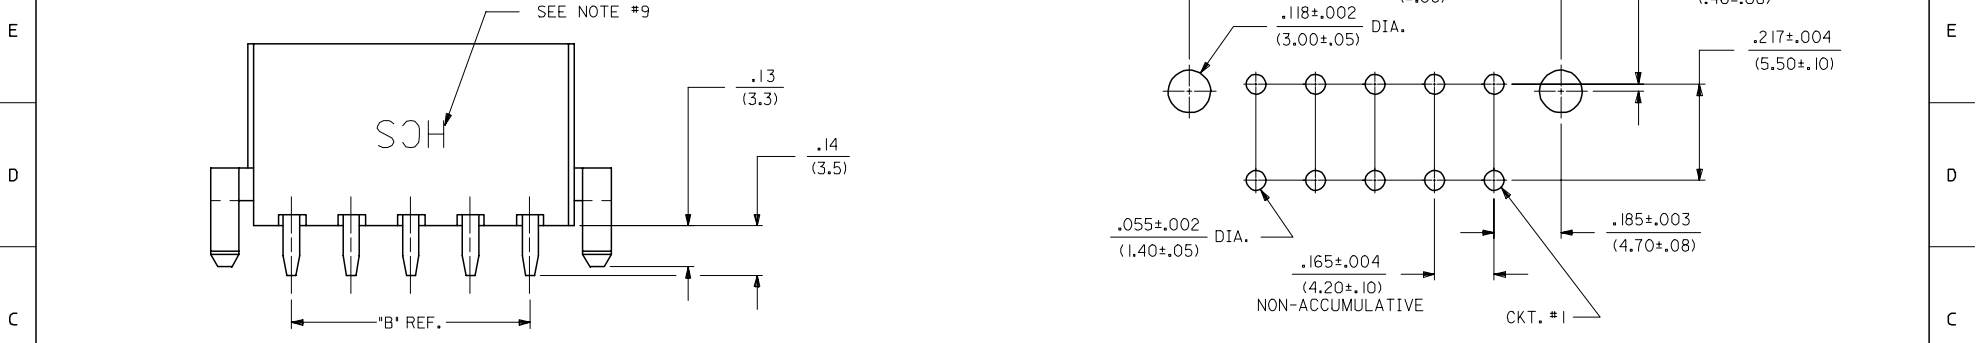 E
SEE NOTE #9
.118±.002
(3.00±.05)
DIA.
.217±.004
(5.50±.10)
E
.13
(3.3)
HCS
.14
(3.5)
D
D
.055±.002
(1.40±.05)
DIA.
.185±.003
(4.70±.08)
.165±.004
(4.20±.10)
NON-ACCUMULATIVE
CKT. #1
C
"B" REF.
C